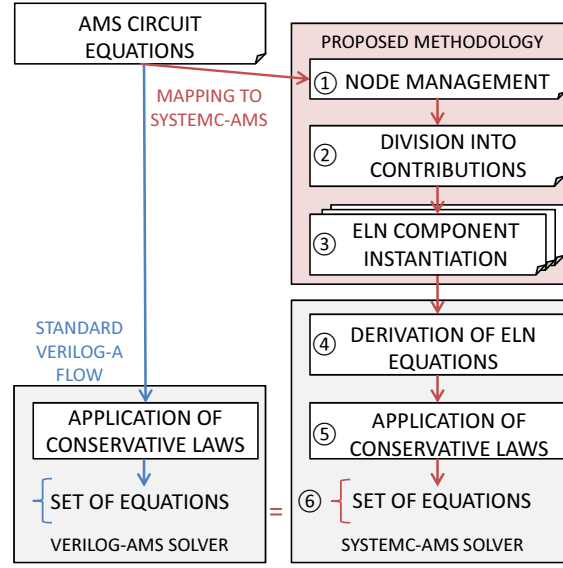 AMS CIRCUIT
EQUATIONS
PROPOSED METHODOLOGY
① NODE MANAGEMENT
MAPPING TO
SYSTEMC-AMS
② DIVISION INTO
CONTRIBUTIONS
③ ELN COMPONENT
INSTANTIATION
STANDARD
VERILOG-A
FLOW
④ DERIVATION OF ELN
EQUATIONS
APPLICATION OF
CONSERVATIVE LAWS
⑤ APPLICATION OF
CONSERVATIVE LAWS
SET OF EQUATIONS
=
⑥ SET OF EQUATIONS
VERILOG-AMS SOLVER
SYSTEMC-AMS SOLVER